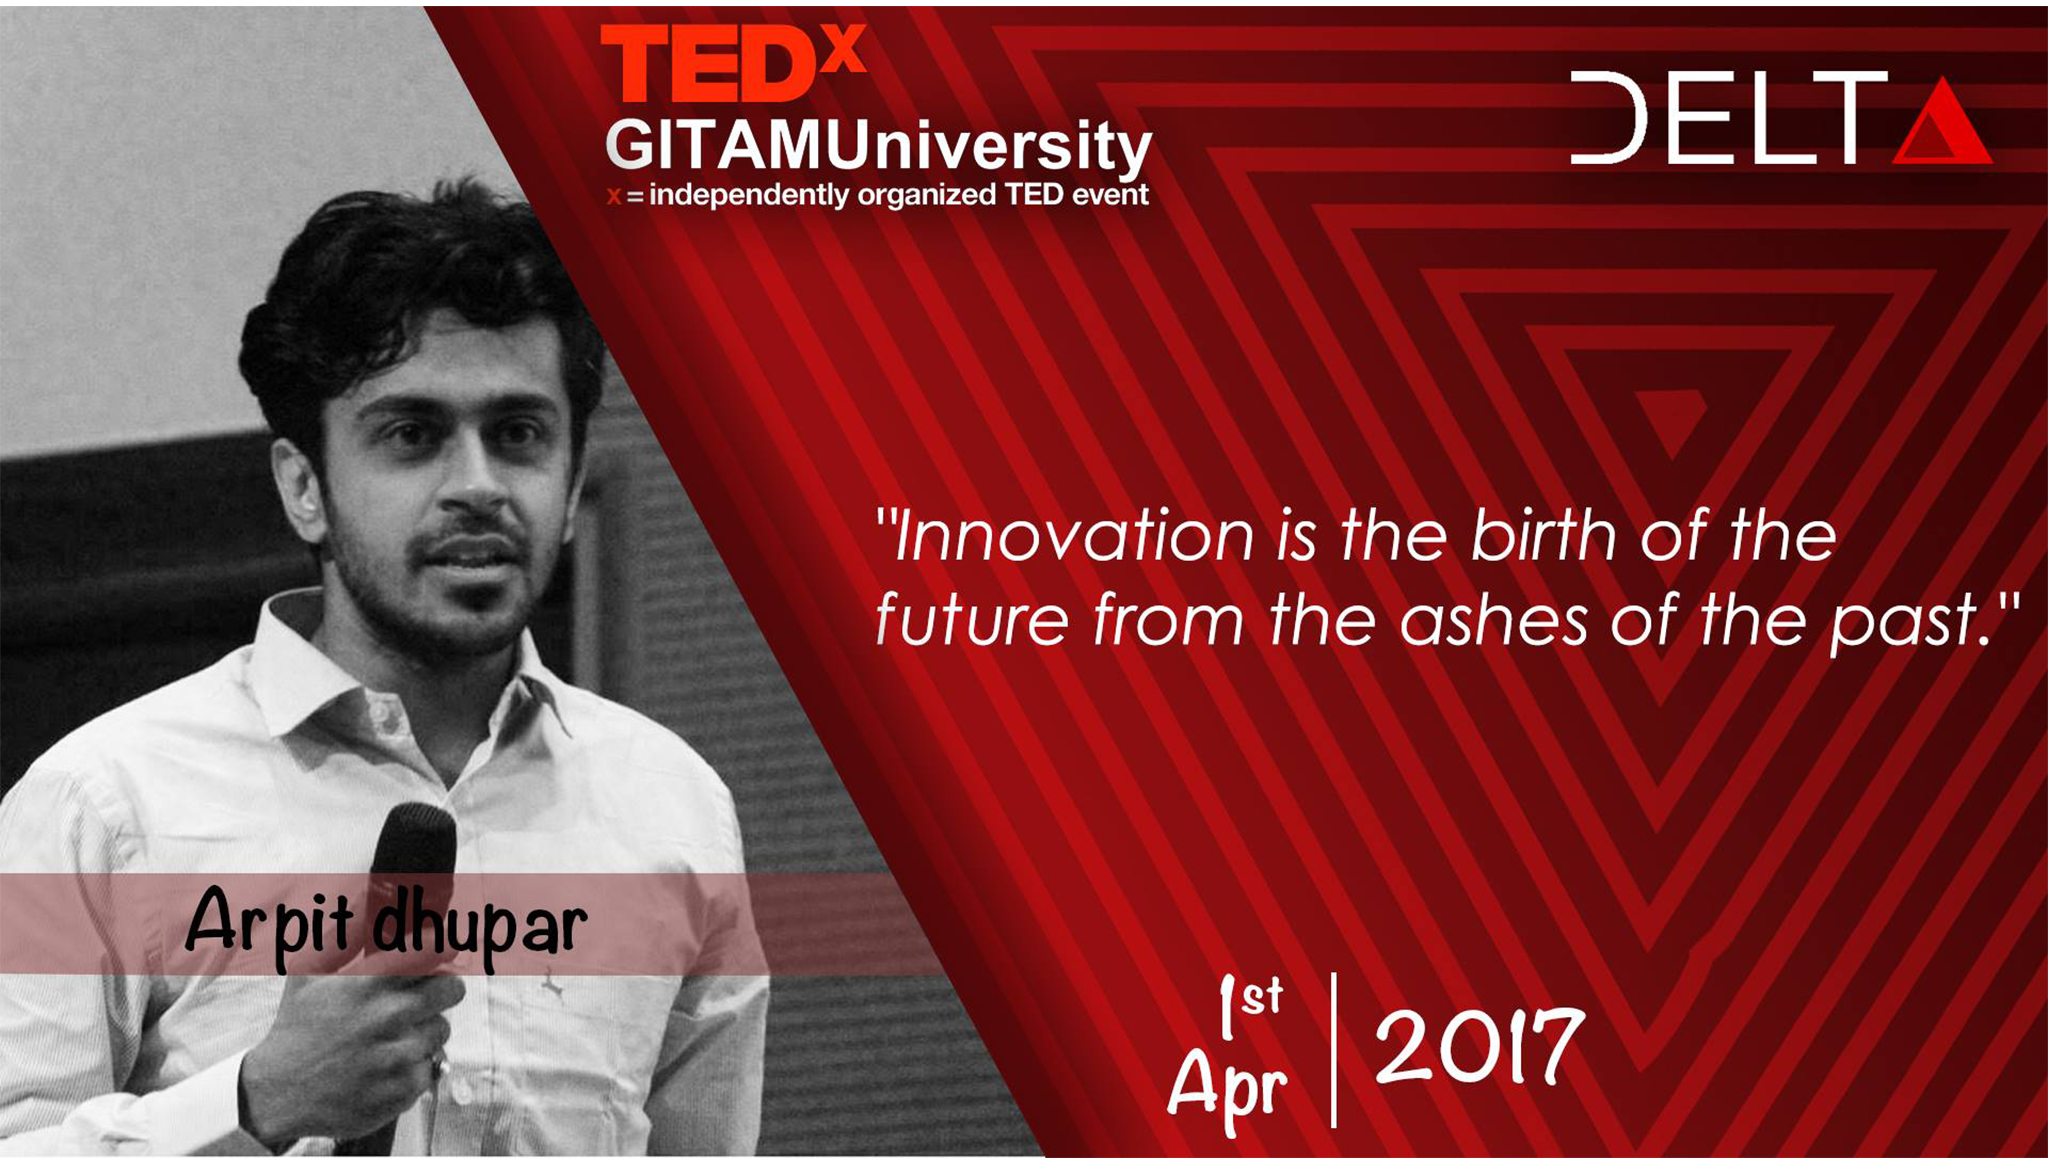 TEDx
GITAMUniversity
x = independently organized TED event
DELTA
"Innovation is the birth of the
future from the ashes of the past."
Arpit dhupar
1st
Apr
2017